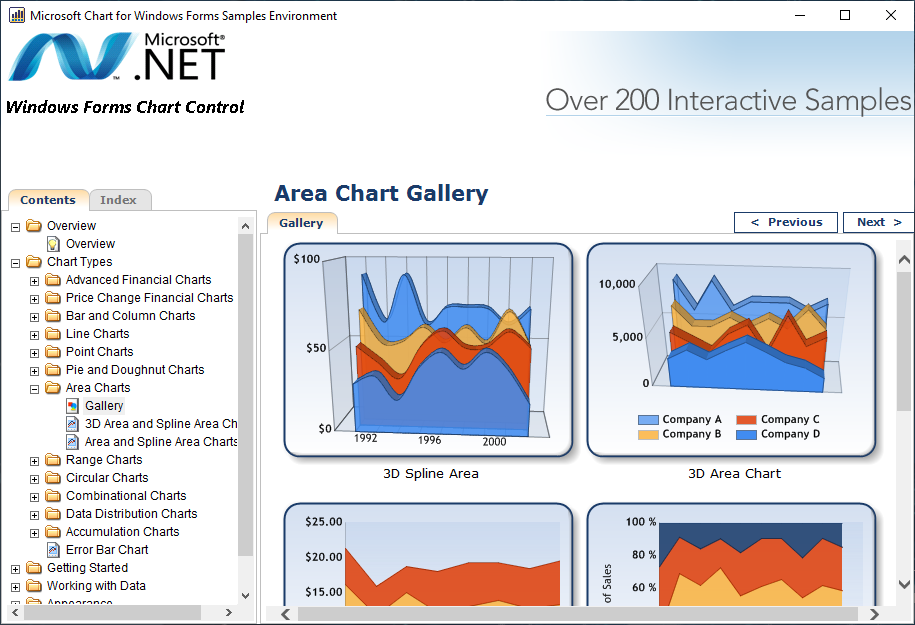 Microsoft Chart for Windows Forms Samples Environment
Microsoft®
.NET
™
Windows Forms Chart Control
Over 200 Interactive Samples
Contents
Index
Overview
Overview
Chart Types
Advanced Financial Charts
Price Change Financial Charts
Bar and Column Charts
Line Charts
Point Charts
Pie and Doughnut Charts
Area Charts
Gallery
3D Area and Spline Area Ch
Area and Spline Area Charts
Range Charts
Circular Charts
Combinational Charts
Data Distribution Charts
Accumulation Charts
Error Bar Chart
Getting Started
Working with Data
Appearance
Area Chart Gallery
Gallery
< Previous
Next >
$100
$50
$0
1992 1996 2000
3D Spline Area
10,000
5,000
0
Company A Company C
Company B Company D
3D Area Chart
$25.00
$20.00
$15.00
100 %
80 %
60 %
of Sales